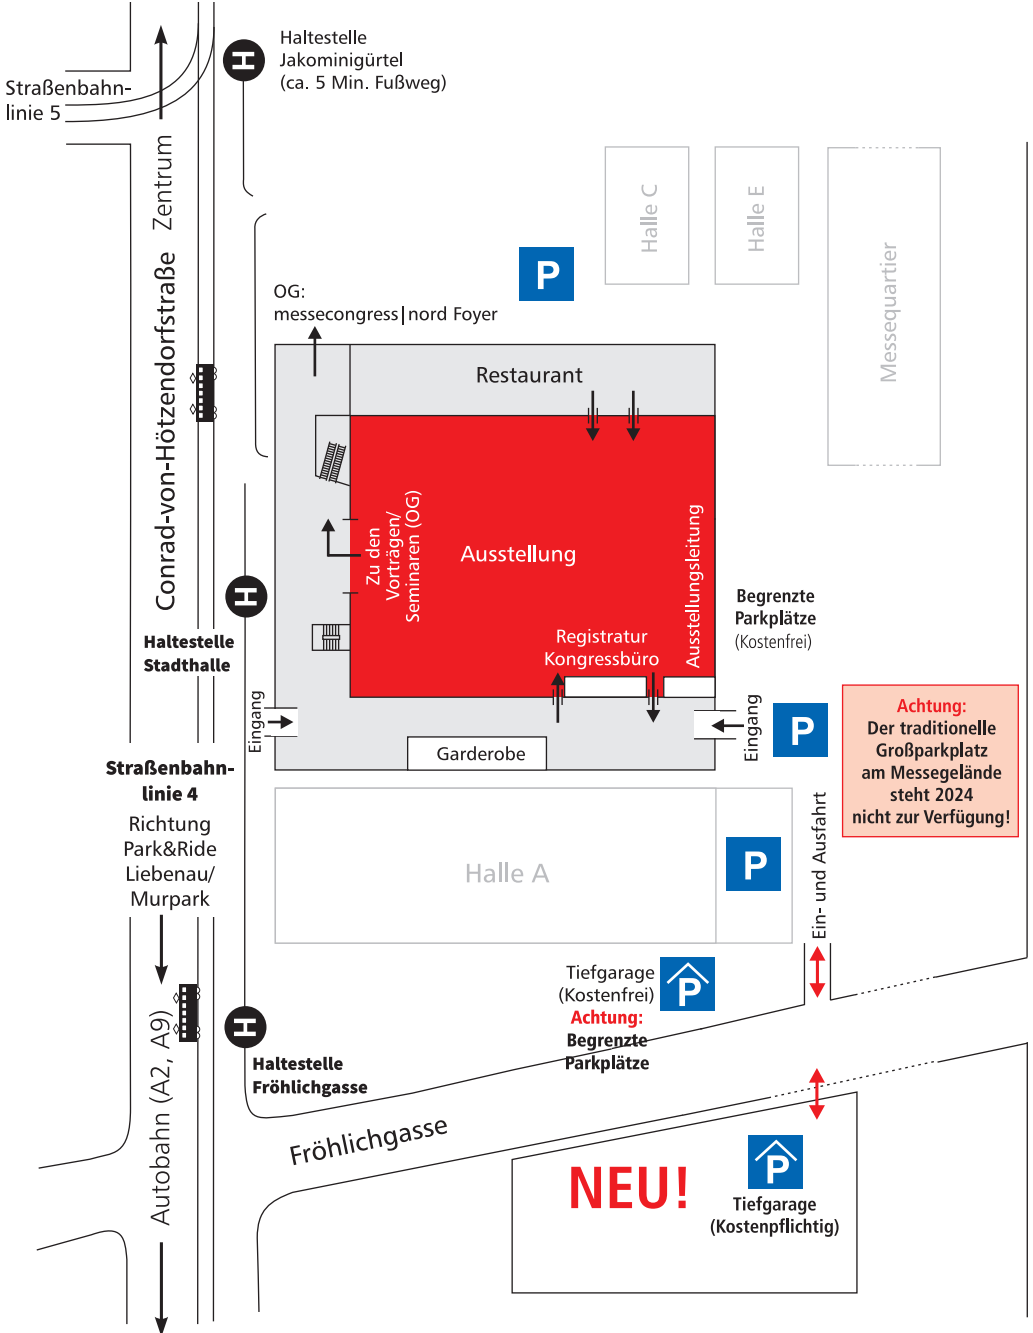 Haltestelle
Jakominigürtel
(ca. 5 Min. Fußweg)
H
Straßenbahn-
linie 5
Zentrum
Conrad-von-Hötzendorfstraße
Halle C
Halle E
Messequartier
P
OG:
messecongress|nord Foyer
Restaurant
Zu den
Vorträgen/
Seminaren (OG)
Ausstellung
Ausstellungsleitung
H
Haltestelle
Stadthalle
Registratur
Kongressbüro
Begrenzte
Parkplätze
(Kostenfrei)
Eingang
Eingang
P
Garderobe
Achtung:
Der traditionelle
Großparkplatz
am Messegelände
steht 2024
nicht zur Verfügung!
Straßenbahn-
linie 4
Richtung
Park&Ride
Liebenau/
Murpark
Halle A
P
Ein- und Ausfahrt
Tiefgarage
(Kostenfrei)
Achtung:
Begrenzte
Parkplätze
P
H
Haltestelle
Fröhlichgasse
Autobahn (A2, A9)
Fröhlichgasse
NEU!
P
Tiefgarage
(Kostenpflichtig)